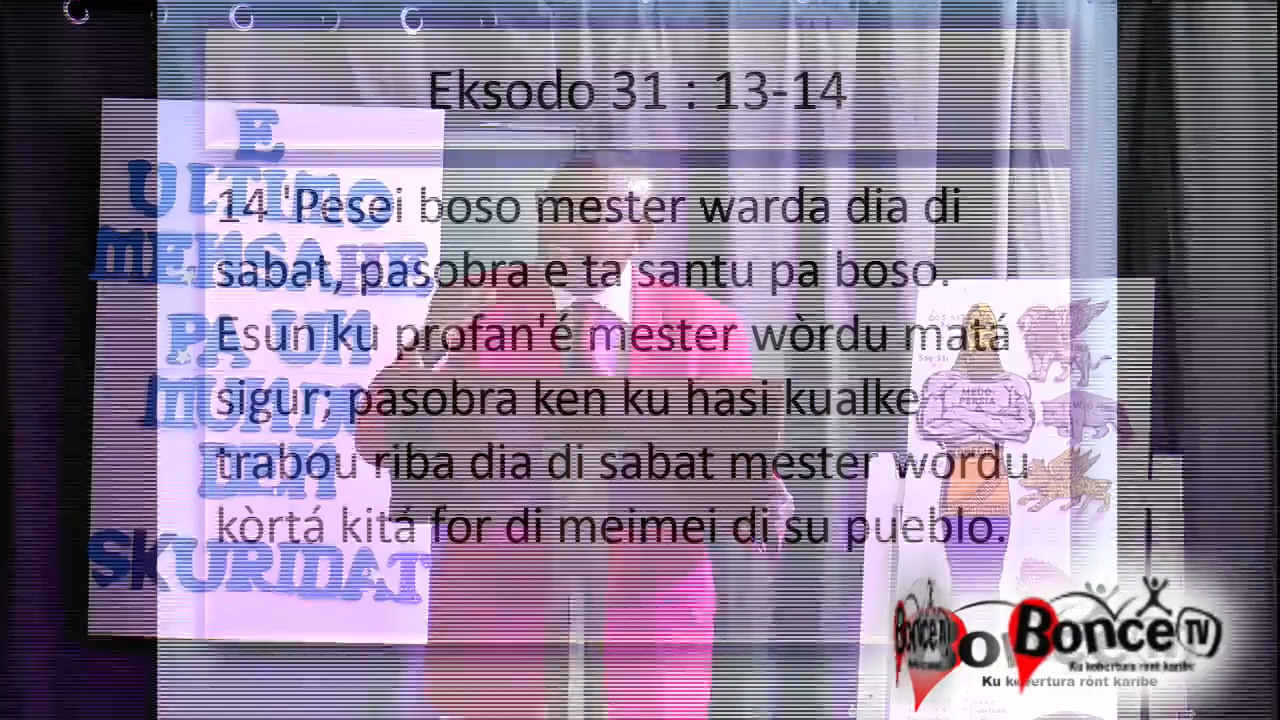 Eksodo 31 : 13-14
14 'Pesei boso mester warda dia di
sabat, pasobra e ta santu pa boso.
Esun ku profan'é mester wòrdu matá
sigur; pasobra ken ku hasi kualke
trabou riba dia di sabat mester wòrdu
kòrtá kitá for di meimei di su pueblo.
E
ULTIMO
MENSAHE
PA UN
MUNDO
DEN
SKURIDAT
MEDO
PERSIA
Bonce TV
Ku kobertura rònt karibe
Ku kobertura rònt karibe